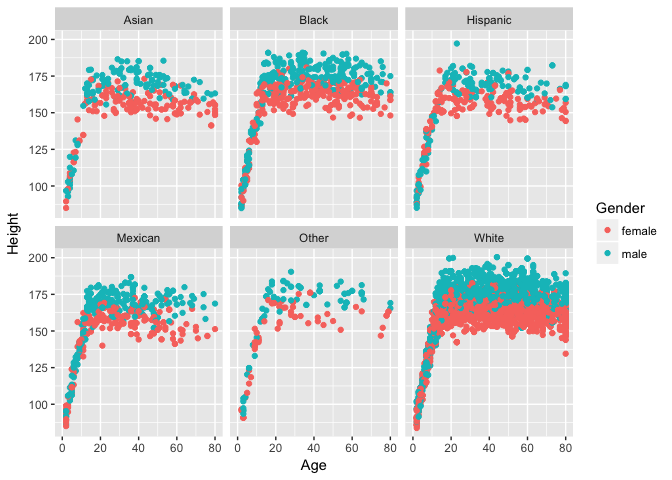 Asian Black Hispanic
200
175
150
125
100
Mexican Other White
200
175
150
125
100
0 20 40 60 80 0 20 40 60 80 0 20 40 60 80
Age
Height
Gender
female
male